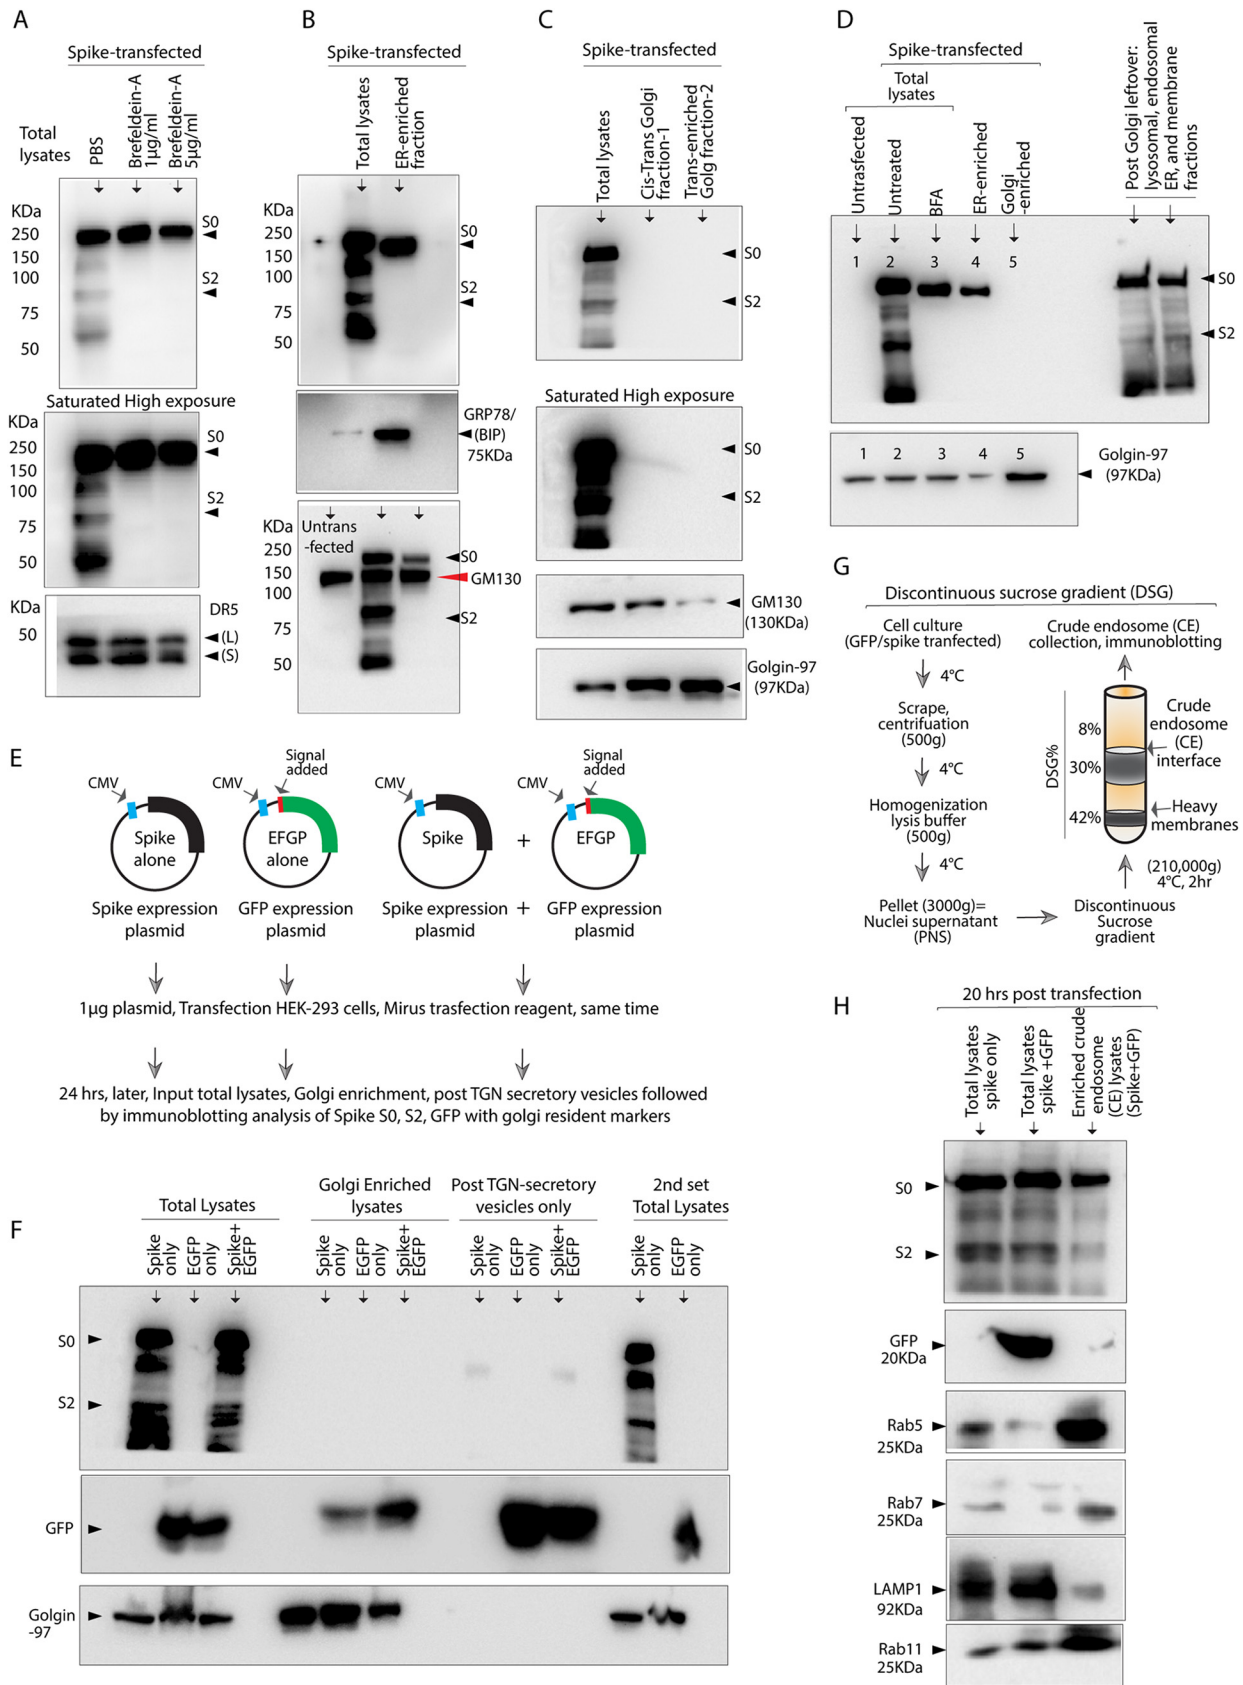 A
Spike-transfected
Total
lysates
PBS
Brefeldein-A
1µg/ml
Brefeldein-A
5µg/ml
KDa
250
150
100
75
50
S0
S2
Saturated High exposure
KDa
250
150
100
75
50
S0
S2
KDa
50
DR5
(L)
(S)
B
Spike-transfected
Total lysates
ER-enriched
fraction
KDa
250
150
100
75
50
S0
S2
GRP78/
(BIP)
75KDa
KDa
250
150
100
75
50
Untrans
-fected
S0
GM130
S2
C
Spike-transfected
Total lysates
Cis-Trans Golgi
fraction-1
Trans-enriched
Golg fraction-2
S0
S2
Saturated High exposure
S0
S2
GM130
(130KDa)
Golgin-97
(97KDa)
D
Spike-transfected
Total
lysates
Untrasfected
Untreated
BFA
ER-enriched
Golgi
-enriched
Post Golgi leftover:
lysosomal, endosomal
ER, and membrane
fractions
1 2 3 4 5
S0
S2
1 2 3 4 5
Golgin-97
(97KDa)
E
CMV
Spike
alone
CMV
Signal
added
EFGP
alone
CMV
Spike
+
CMV
Signal
added
EFGP
Spike expression
plasmid
GFP expression
plasmid
Spike expression
plasmid
+
GFP expression
plasmid
1µg plasmid, Transfection HEK-293 cells, Mirus trasfection reagent, same time
24 hrs, later, Input total lysates, Golgi enrichment, post TGN secretory vesicles followed
by immunoblotting analysis of Spike S0, S2, GFP with golgi resident markers
F
Total Lysates
Golgi Enriched
lysates
Post TGN-secretory
vesicles only
2nd set
Total Lysates
Spike
only
EGFP
only
Spike+
EGFP
Spike
only
EGFP
only
Spike+
EGFP
Spike
only
EGFP
only
Spike+
EGFP
Spike
only
EGFP
only
S0
S2
GFP
Golgin
-97
G
Discontinuous sucrose gradient (DSG)
Cell culture
(GFP/spike transfected)
4°C
Scrape,
centrifuation
(500g)
4°C
Homogenization
lysis buffer
(500g)
4°C
Pellet (3000g)=
Nuclei supernatant
(PNS)
Discontinuous
Sucrose
gradient
(210,000g)
4°C, 2hr
DSG%
8%
30%
42%
Crude
endosome
(CE)
interface
Heavy
membranes
Crude endosome (CE)
collection, immunoblotting
H
20 hrs post transfection
Total lysates
spike only
Total lysates
spike +GFP
Enriched crude
endosome
(CE) lysates
(Spike+GFP)
S0
S2
GFP
20KDa
Rab5
25KDa
Rab7
25KDa
LAMP1
92KDa
Rab11
25KDa